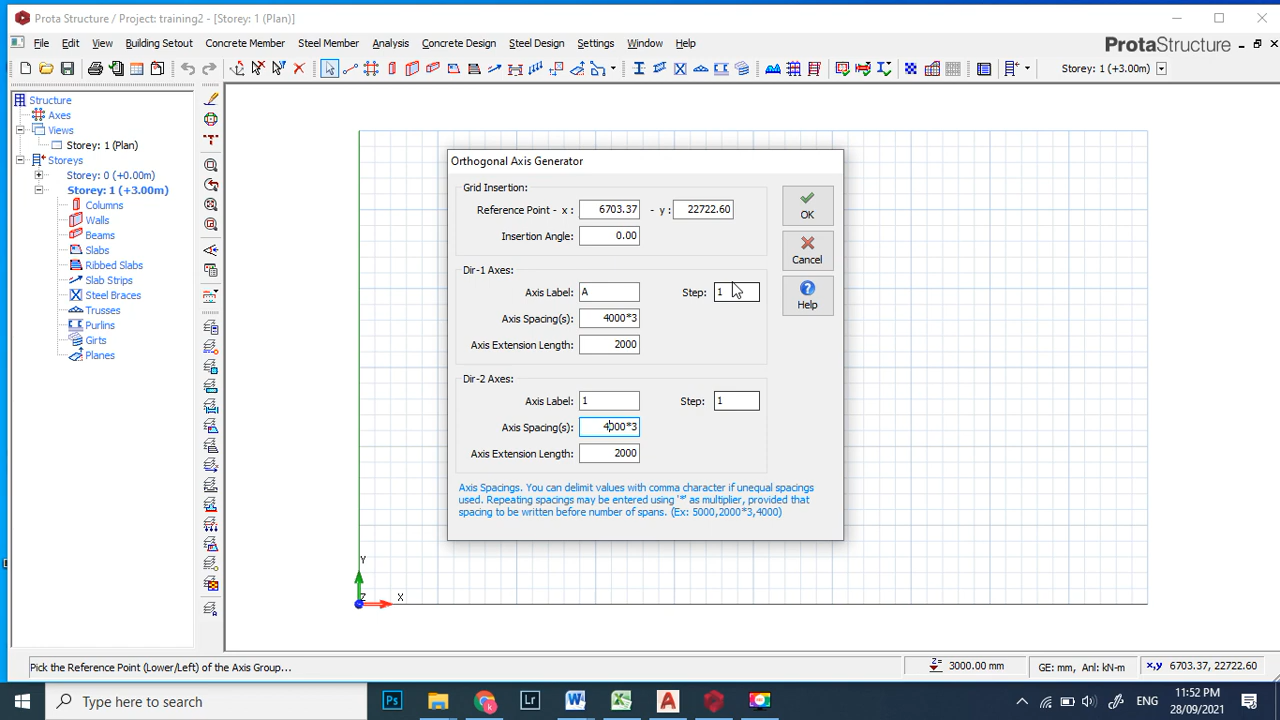 Prota Structure / Project: training2 - [Storey: 1 (Plan)]
File Edit View Building Setout Concrete Member Steel Member Analysis Concrete Design Steel Design Settings Window Help
ProtaStructure
Storey: 1 (+3.00m)
Structure
Axes
Views
Storey: 1 (Plan)
Storeys
Storey: 0 (+0.00m)
Storey: 1 (+3.00m)
Columns
Walls
Beams
Slabs
Ribbed Slabs
Slab Strips
Steel Braces
Trusses
Purlins
Girts
Planes
Orthogonal Axis Generator
Grid Insertion:
Reference Point - x : 6703.37 - y : 22722.60
Insertion Angle: 0.00
Dir-1 Axes:
Axis Label: A Step: 1
Axis Spacing(s): 4000*3
Axis Extension Length: 2000
Dir-2 Axes:
Axis Label: 1 Step: 1
Axis Spacing(s): 4000*3
Axis Extension Length: 2000
Axis Spacings. You can delimit values with comma character if unequal spacings
used. Repeating spacings may be entered using '*' as multiplier, provided that
spacing to be written before number of spans. (Ex: 5000,2000*3,4000)
OK
Cancel
Help
Y
Z
X
Pick the Reference Point (Lower/Left) of the Axis Group...
Z= 3000.00 mm
GE: mm, Anl: kN-m
x,y 6703.37, 22722.60
Type here to search
Ps
Lr
ENG
11:52 PM
28/09/2021